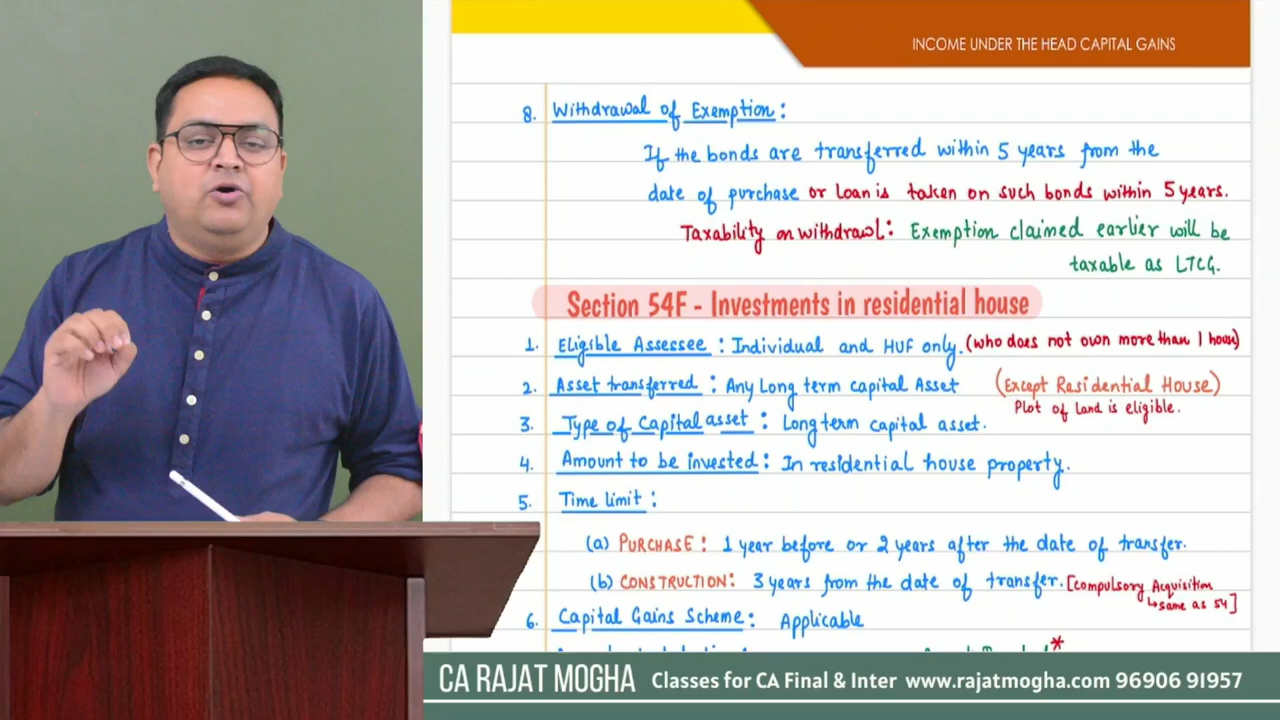 INCOME UNDER THE HEAD CAPITAL GAINS
8. Withdrawal of Exemption:
If the bonds are transferred within 5 years from the
date of purchase or Loan is taken on such bonds within 5 years.
Taxability on withdrawl: Exemption claimed earlier will be
taxable as LTCG.
Section 54F - Investments in residential house
1. Eligible Assessee: Individual and HUF only. (who does not own more than 1 house)
2. Asset transferred: Any Long term capital Asset (Except Residential House)
Plot of Land is eligible.
3. Type of Capital asset: Long term capital asset.
4. Amount to be invested: In residential house property.
5. Time limit:
(a) PURCHASE: 1 year before or 2 years after the date of transfer.
(b) CONSTRUCTION: 3 years from the date of transfer. [Compulsory Acquisition
↳same as 54]
6. Capital Gains Scheme: Applicable
*
CA RAJAT MOGHA Classes for CA Final & Inter www.rajatmogha.com 96906 91957